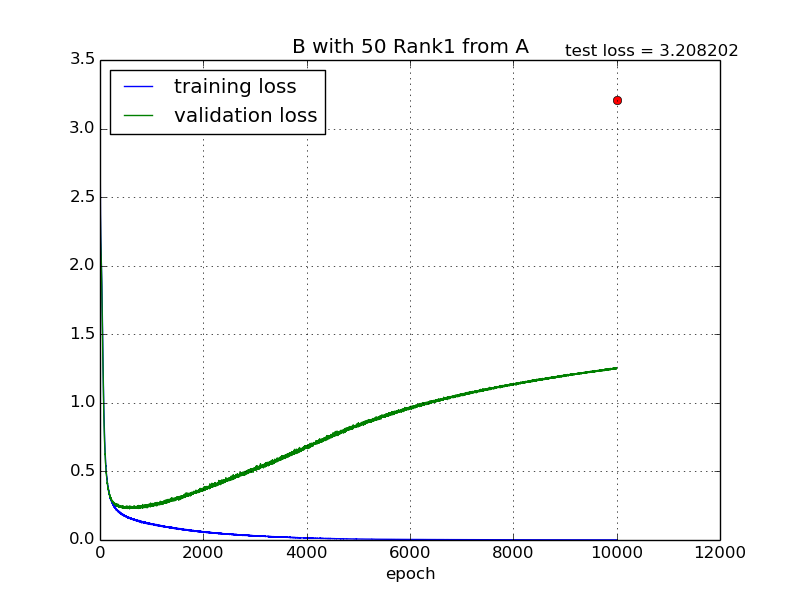 B with 50 Rank1 from A
test loss = 3.208202
3.5
training loss
validation loss
3.0
2.5
2.0
1.5
1.0
0.5
0.0
0 2000 4000 6000 8000 10000 12000
epoch